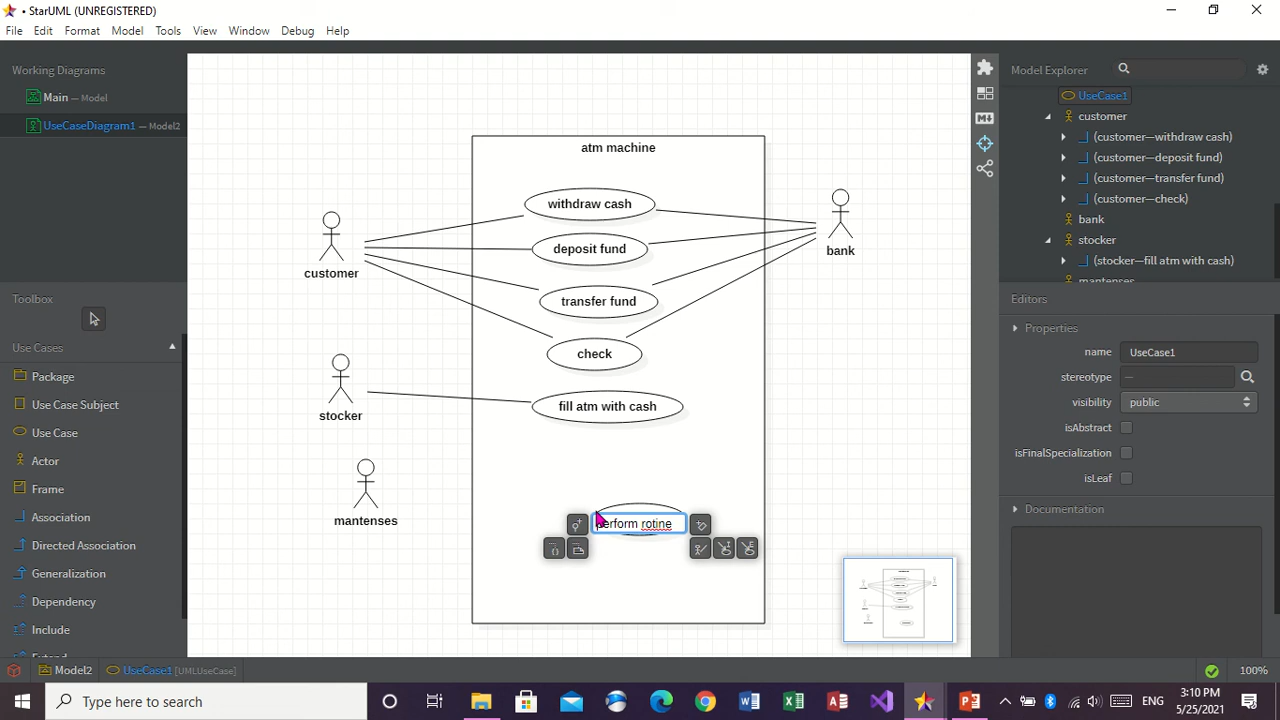 • StarUML (UNREGISTERED)
File Edit Format Model Tools View Window Debug Help
Working Diagrams
Main — Model
UseCaseDiagram1 — Model2
Toolbox
Use Cases
Package
Use Case Subject
Use Case
Actor
Frame
Association
Directed Association
Generalization
Dependency
Include
Extend
atm machine
withdraw cash
deposit fund
transfer fund
check
fill atm with cash
perform rotine
customer
stocker
mantenses
bank
Model Explorer
UseCase1
customer
(customer—withdraw cash)
(customer—deposit fund)
(customer—transfer fund)
(customer—check)
bank
stocker
(stocker—fill atm with cash)
mantenses
Editors
Properties
name UseCase1
stereotype —
visibility public
isAbstract
isFinalSpecialization
isLeaf
Documentation
Model2 UseCase1 [UMLUseCase]
100%
Type here to search
ENG
3:10 PM
5/25/2021